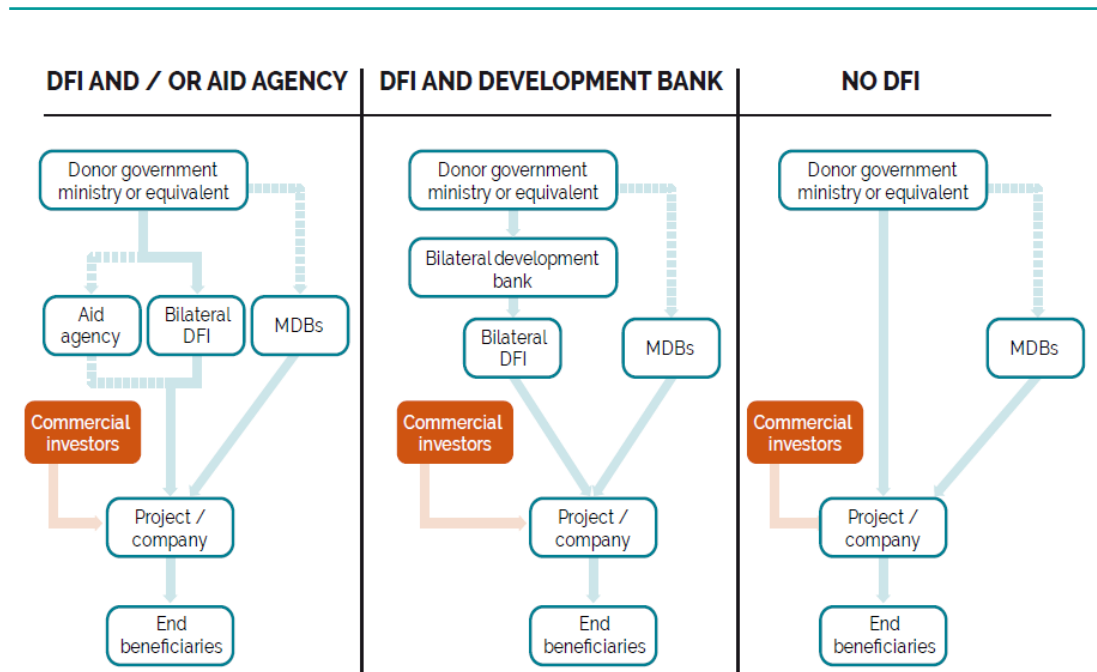 DFI AND / OR AID AGENCY
DFI AND DEVELOPMENT BANK
NO DFI
Donor government
ministry or equivalent
Aid
agency
Bilateral
DFI
MDBs
Commercial
investors
Project /
company
End
beneficiaries
Donor government
ministry or equivalent
Bilateral development
bank
Bilateral
DFI
MDBs
Commercial
investors
Project /
company
End
beneficiaries
Donor government
ministry or equivalent
MDBs
Commercial
investors
Project /
company
End
beneficiaries